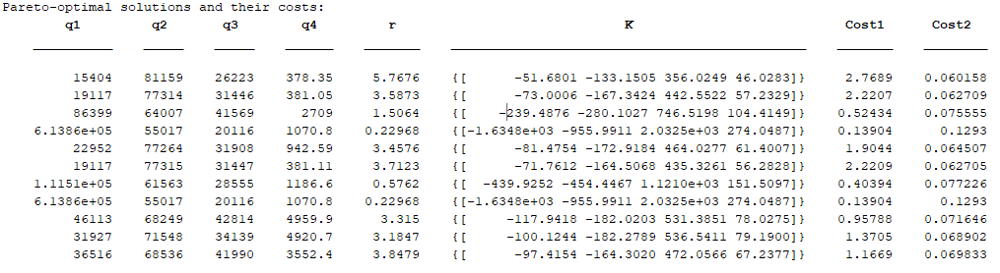 Pareto-optimal solutions and their costs:
q1 q2 q3 q4 r K Cost1 Cost2
15404 81159 26223 378.35 5.7676 {[ -51.6801 -133.1505 356.0249 46.0283]} 2.7689 0.060158
19117 77314 31446 381.05 3.5873 {[ -73.0006 -167.3424 442.5522 57.2329]} 2.2207 0.062709
86399 64007 41569 2709 1.5064 {[ -239.4876 -280.1027 746.5198 104.4149]} 0.52434 0.075555
6.1386e+05 55017 20116 1070.8 0.22968 {[-1.6348e+03 -955.9911 2.0325e+03 274.0487]} 0.13904 0.1293
22952 77264 31908 942.59 3.4576 {[ -81.4754 -172.9184 464.0277 61.4007]} 1.9044 0.064507
19117 77315 31447 381.11 3.7123 {[ -71.7612 -164.5068 435.3261 56.2828]} 2.2209 0.062705
1.1151e+05 61563 28555 1186.6 0.5762 {[ -439.9252 -454.4467 1.1210e+03 151.5097]} 0.40394 0.077226
6.1386e+05 55017 20116 1070.8 0.22968 {[-1.6348e+03 -955.9911 2.0325e+03 274.0487]} 0.13904 0.1293
46113 68249 42814 4959.9 3.315 {[ -117.9418 -182.0203 531.3851 78.0275]} 0.95788 0.071646
31927 71548 34139 4920.7 3.1847 {[ -100.1244 -182.2789 536.5411 79.1900]} 1.3705 0.068902
36516 68536 41990 3552.4 3.8479 {[ -97.4154 -164.3020 472.0566 67.2377]} 1.1669 0.069833